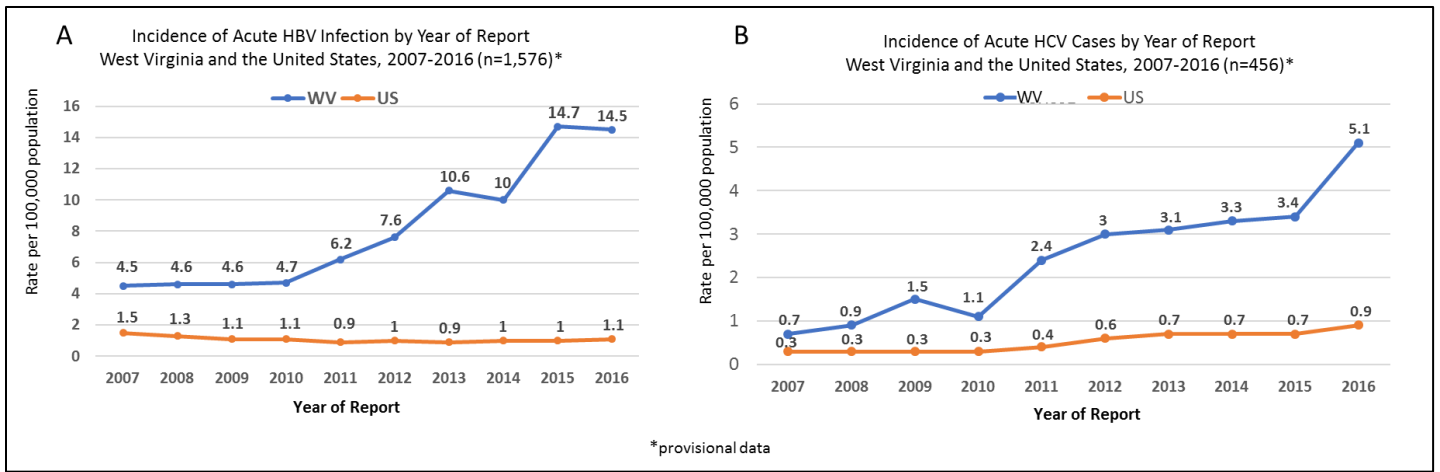 A
Incidence of Acute HBV Infection by Year of Report
West Virginia and the United States, 2007-2016 (n=1,576)*
WV US
Rate per 100,000 population
16
14
12
10
8
6
4
2
0
4.5 4.6 4.6 4.7 6.2 7.6 10.6 10 14.7 14.5
1.5 1.3 1.1 1.1 0.9 1 0.9 1 1 1.1
2007 2008 2009 2010 2011 2012 2013 2014 2015 2016
Year of Report
B
Incidence of Acute HCV Cases by Year of Report
West Virginia and the United States, 2007-2016 (n=456)*
WV US
Rate per 100,000 population
6
5
4
3
2
1
0
0.7 0.9 1.5 1.1 2.4 3 3.1 3.3 3.4 5.1
0.3 0.3 0.3 0.3 0.4 0.6 0.7 0.7 0.7 0.9
2007 2008 2009 2010 2011 2012 2013 2014 2015 2016
Year of Report
*provisional data